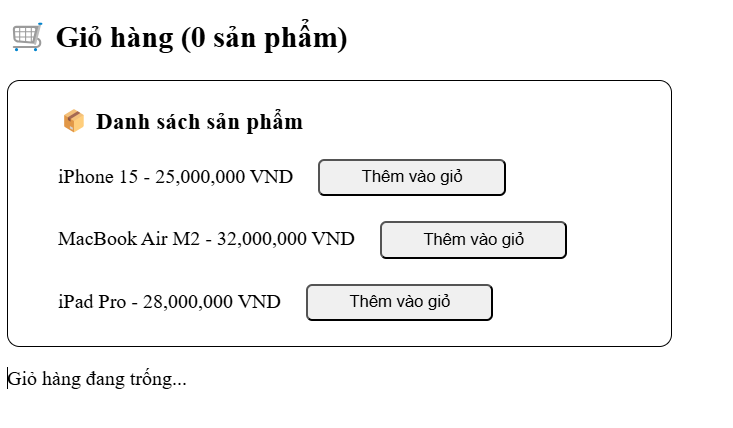 🛒 Giỏ hàng (0 sản phẩm)
📦 Danh sách sản phẩm
iPhone 15 - 25,000,000 VND Thêm vào giỏ
MacBook Air M2 - 32,000,000 VND Thêm vào giỏ
iPad Pro - 28,000,000 VND Thêm vào giỏ
Giỏ hàng đang trống...